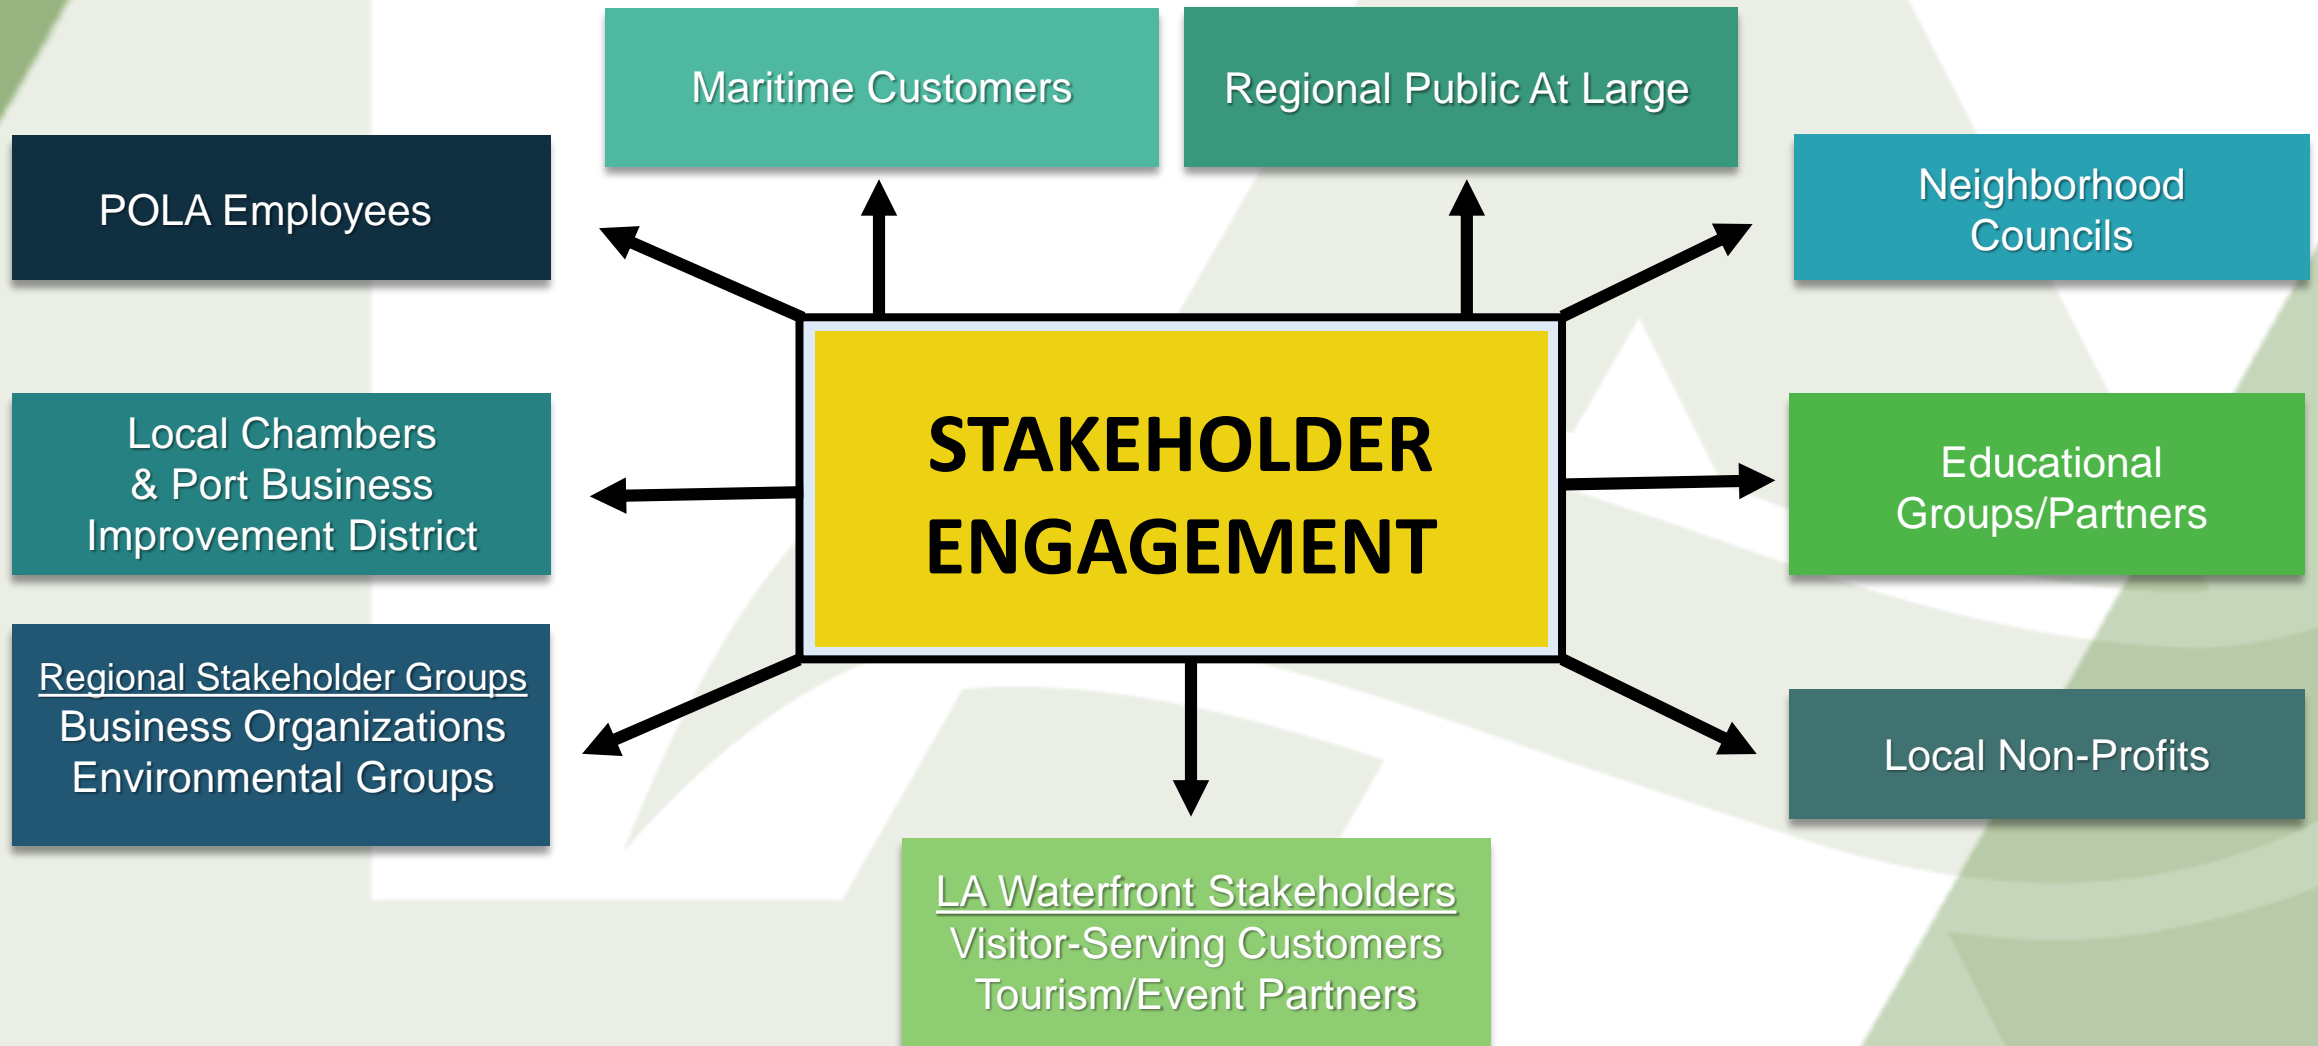 Maritime Customers
Regional Public At Large
POLA Employees
Neighborhood
Councils
Local Chambers
& Port Business
Improvement District
STAKEHOLDER
ENGAGEMENT
Educational
Groups/Partners
Regional Stakeholder Groups
Business Organizations
Environmental Groups
Local Non-Profits
LA Waterfront Stakeholders
Visitor-Serving Customers
Tourism/Event Partners